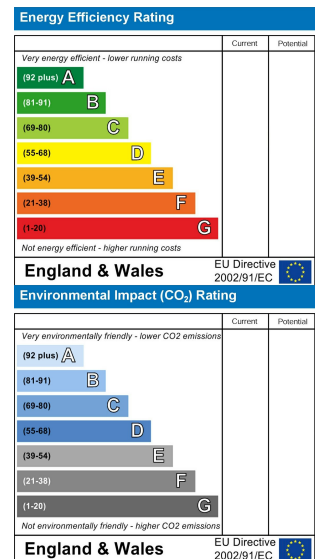 Energy Efficiency Rating
Current Potential
Very energy efficient - lower running costs
(92 plus) A
(81-91) B
(69-80) C
(55-68) D
(39-54) E
(21-38) F
(1-20) G
Not energy efficient - higher running costs
England & Wales EU Directive 2002/91/EC
Environmental Impact (CO₂) Rating
Current Potential
Very environmentally friendly - lower CO2 emissions
(92 plus) A
(81-91) B
(69-80) C
(55-68) D
(39-54) E
(21-38) F
(1-20) G
Not environmentally friendly - higher CO2 emissions
England & Wales EU Directive 2002/91/EC